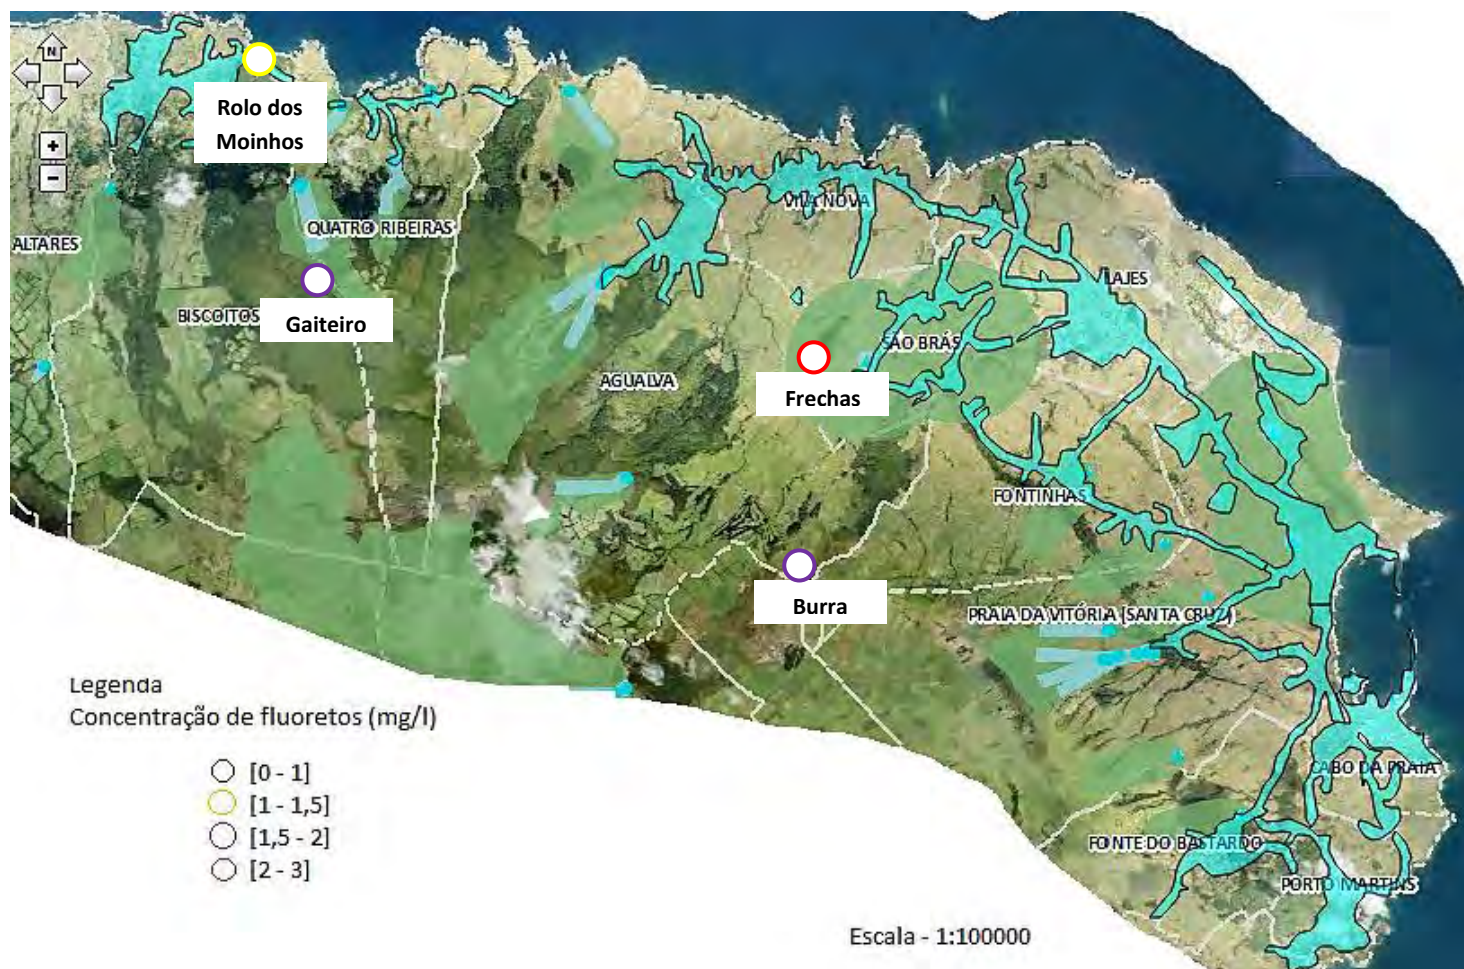 N
+
−
Rolo dos
Moinhos
ALTARES
QUATRO RIBEIRAS
VILA NOVA
LAJES
Gaiteiro
BISCOITOS
SÃO BRÁS
AGUALVA
Frechas
FONTINHAS
Burra
PRAIA DA VITÓRIA (SANTA CRUZ)
Legenda
Concentração de fluoretos (mg/l)
[0 - 1]
[1 - 1,5]
[1,5 - 2]
[2 - 3]
CABO DA PRAIA
FONTE DO BASTARDO
PORTO MARTINS
Escala - 1:100000